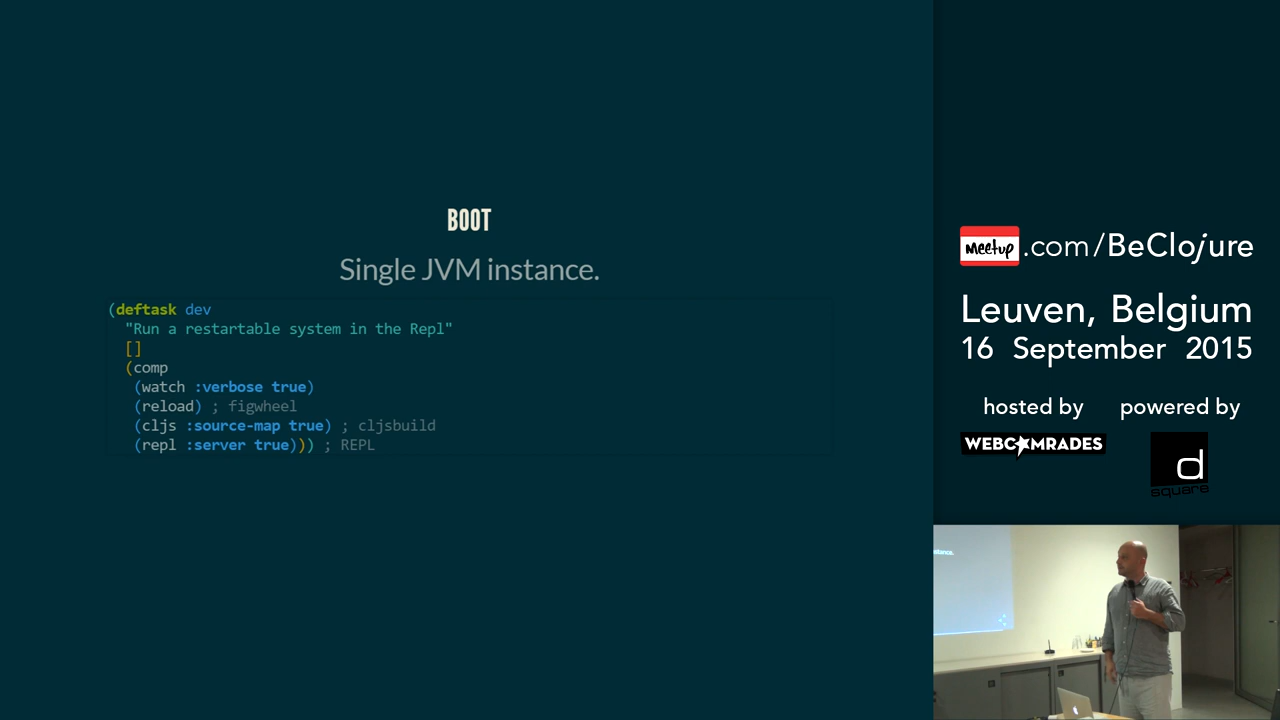 BOOT
Single JVM instance.
(deftask dev
"Run a restartable system in the Repl"
[]
(comp
(watch :verbose true)
(reload) ; figwheel
(cljs :source-map true) ; cljsbuild
(repl :server true))) ; REPL
meetup.com/BeClojure
Leuven, Belgium
16 September 2015
hosted by powered by
WEBCOMRADES
d
square